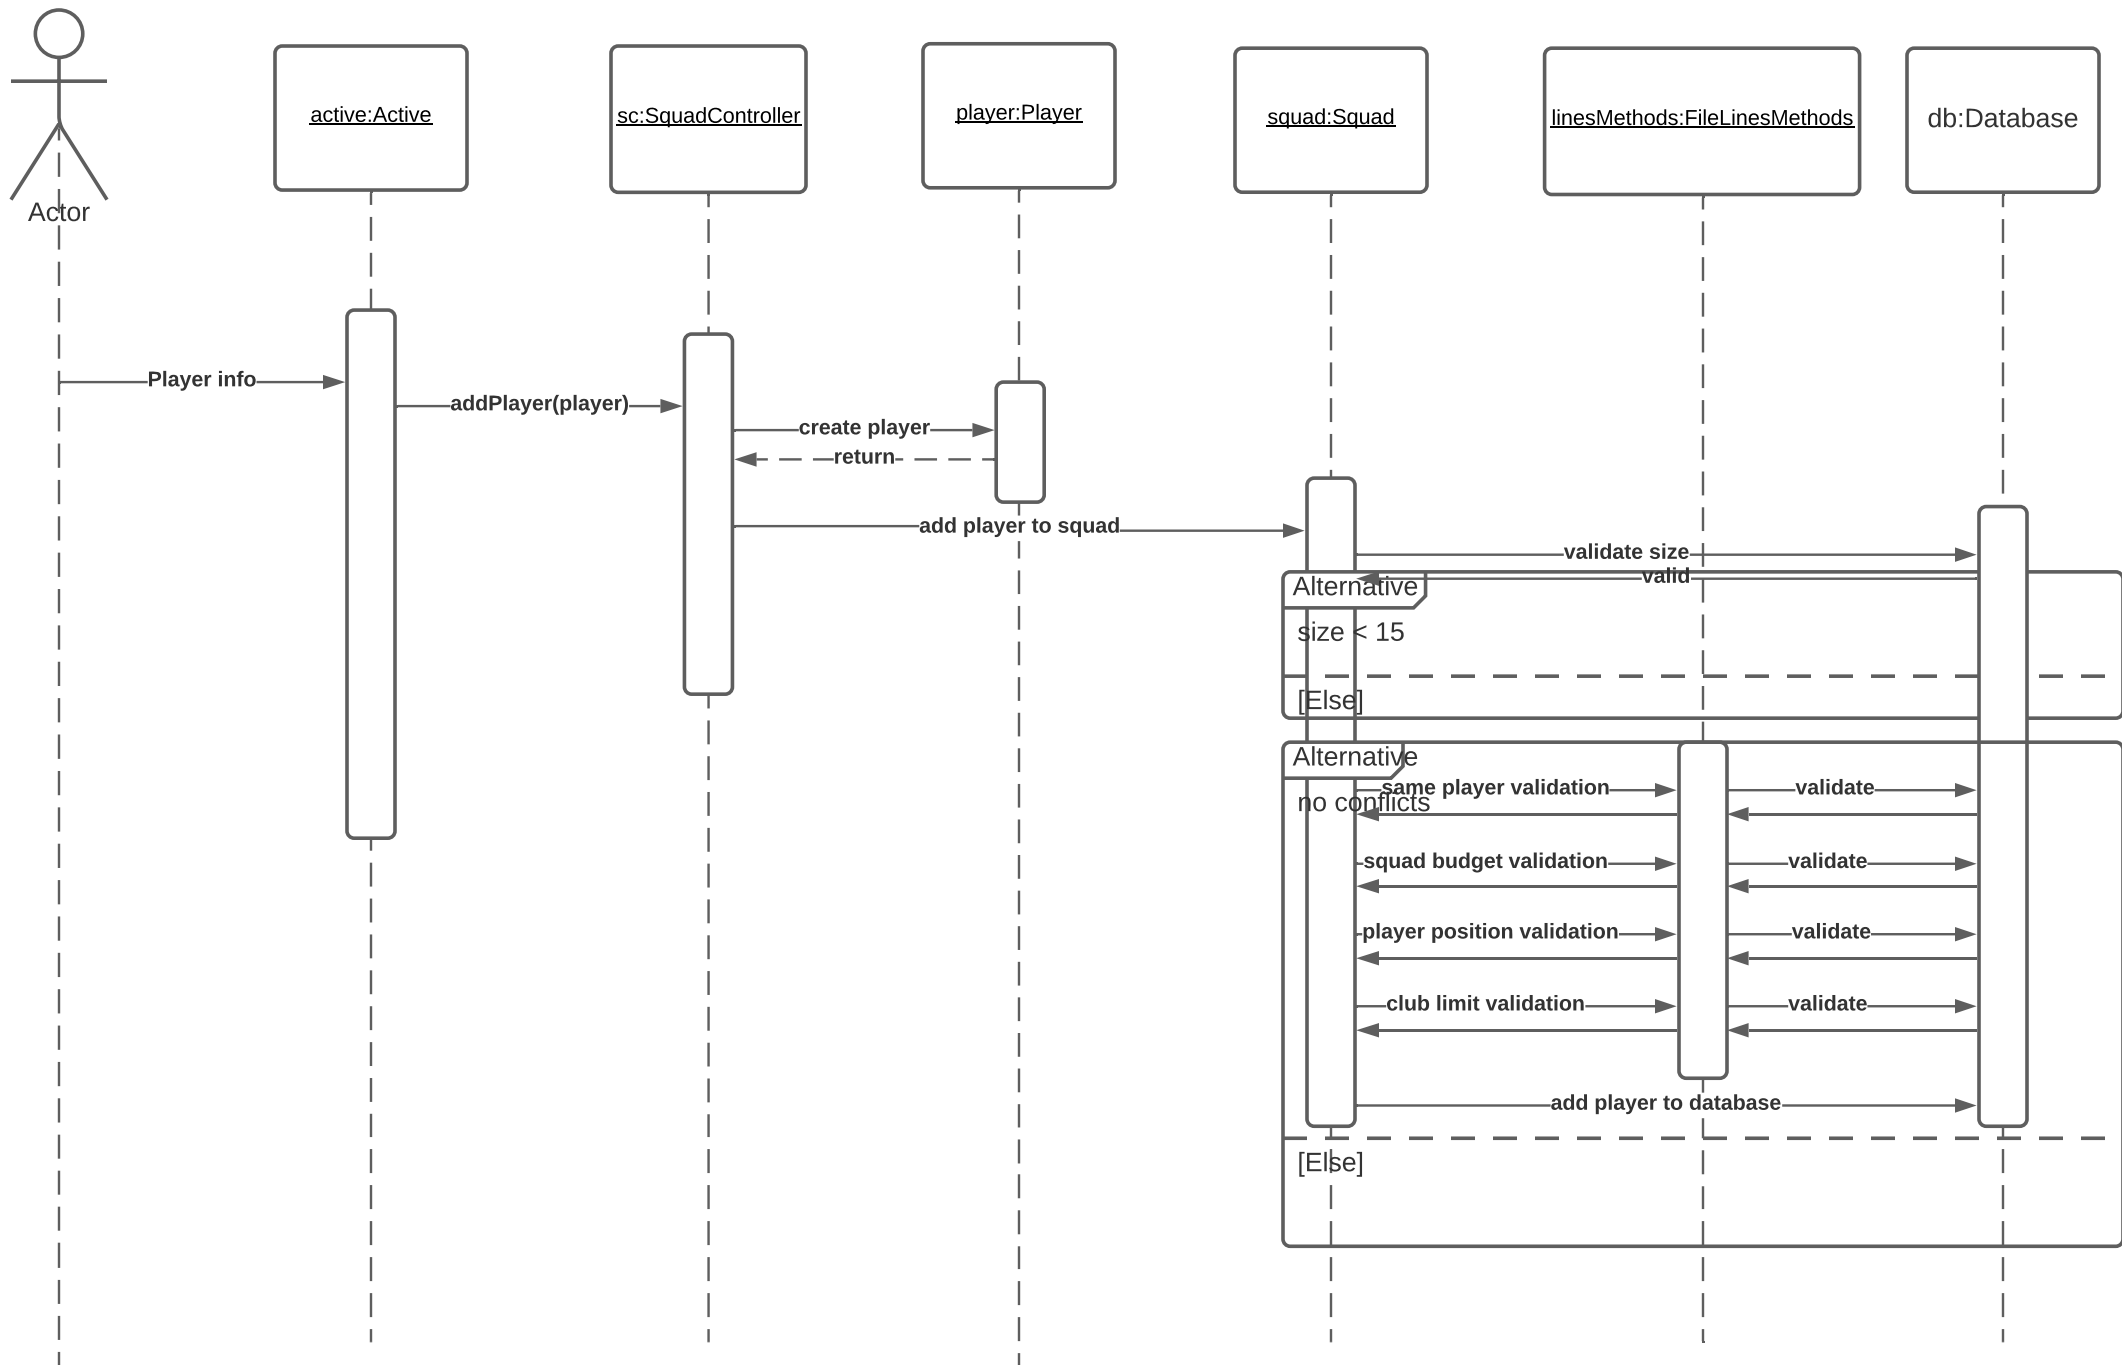 Actor
active:Active
sc:SquadController
player:Player
squad:Squad
linesMethods:FileLinesMethods
db:Database
Player info
addPlayer(player)
create player
return
add player to squad
validate size
valid
Alternative
size < 15
[Else]
Alternative
same player validation
validate
no conflicts
squad budget validation
validate
player position validation
validate
club limit validation
validate
add player to database
[Else]